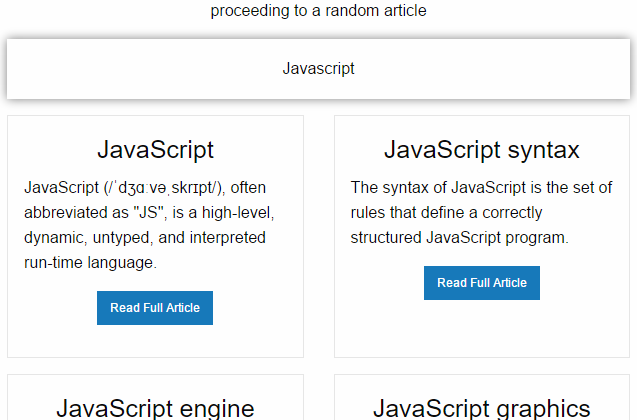 proceeding to a random article
Javascript
JavaScript
JavaScript (/ˈdʒɑːvəˌskrɪpt/), often
abbreviated as "JS", is a high-level,
dynamic, untyped, and interpreted
run-time language.
Read Full Article
JavaScript syntax
The syntax of JavaScript is the set of
rules that define a correctly
structured JavaScript program.
Read Full Article
JavaScript engine
JavaScript graphics